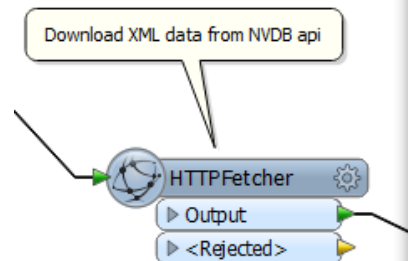 Download XML data from NVDB api
HTTPFetcher
Output
<Rejected>